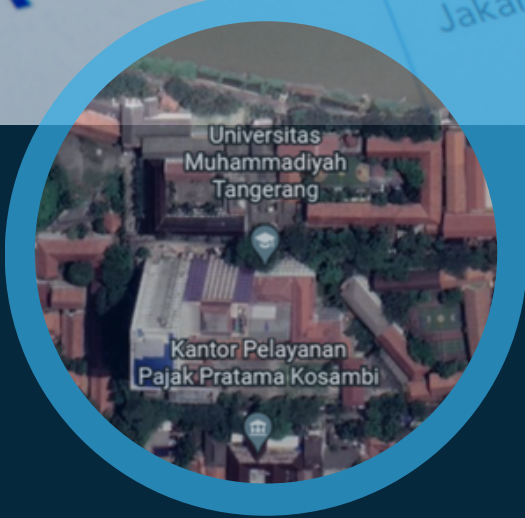 Universitas
Muhammadiyah
Tangerang
Kantor Pelayanan
Pajak Pratama Kosambi